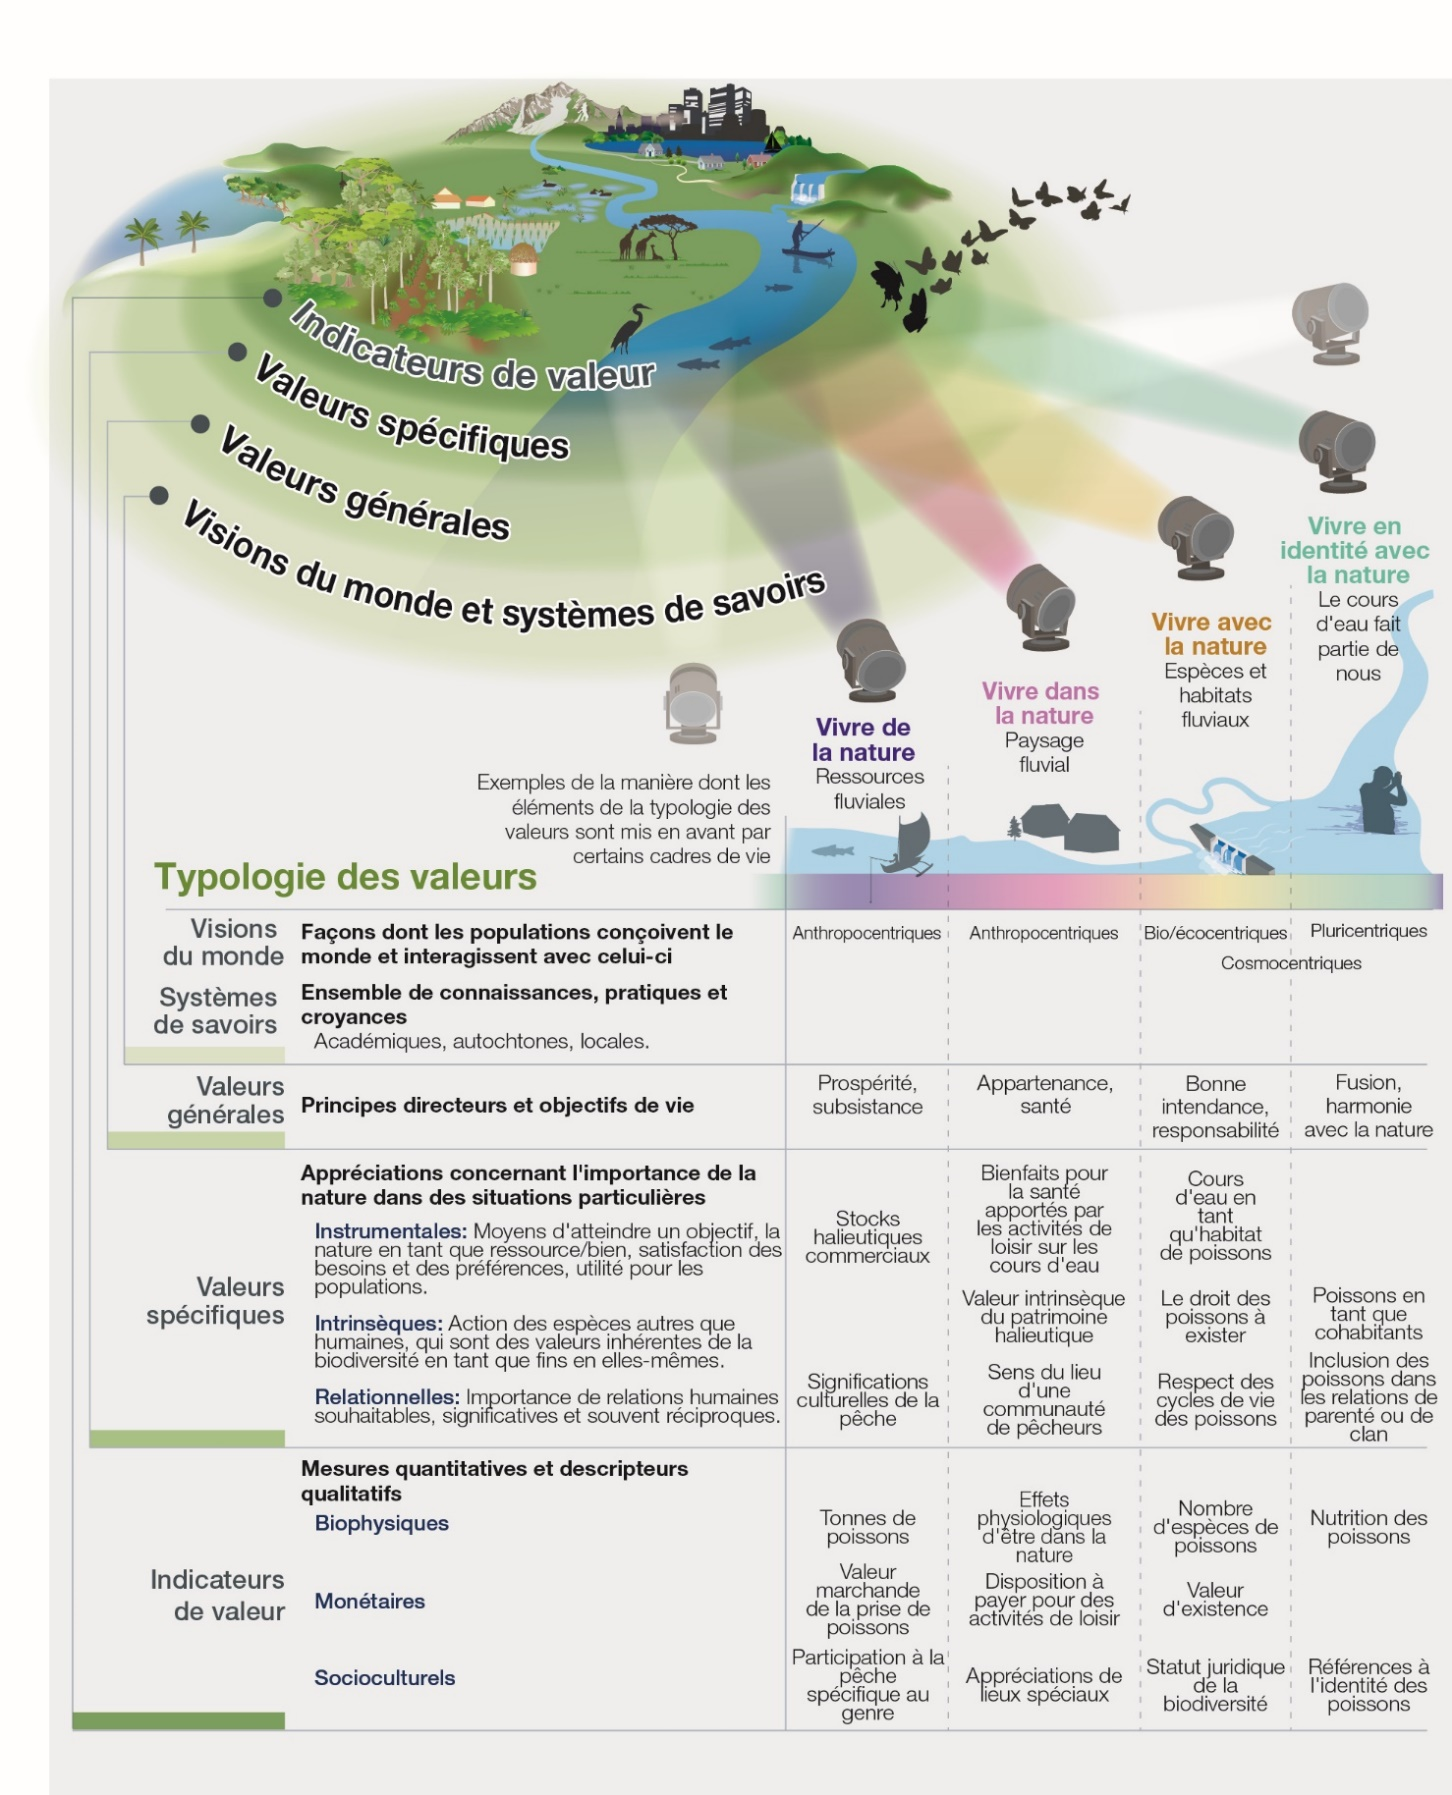 Indicateurs de valeur
Valeurs spécifiques
Valeurs générales
Visions du monde et systèmes de savoirs
Vivre en
identité avec
la nature
Le cours
d'eau fait
partie de
nous
Vivre avec
la nature
Espèces et
habitats
fluviaux
Vivre dans
la nature
Paysage
fluvial
Vivre de
la nature
Ressources
fluviales
Exemples de la manière dont les
éléments de la typologie des
valeurs sont mis en avant par
certains cadres de vie
Typologie des valeurs
Visions
du monde
Façons dont les populations conçoivent le
monde et interagissent avec celui-ci
Anthropocentriques
Anthropocentriques
Bio/écocentriques
Pluricentriques
Cosmocentriques
Systèmes
de savoirs
Ensemble de connaissances, pratiques et
croyances
Académiques, autochtones, locales.
Valeurs
générales
Principes directeurs et objectifs de vie
Prospérité,
subsistance
Appartenance,
santé
Bonne
intendance,
responsabilité
Fusion,
harmonie
avec la nature
Valeurs
spécifiques
Appréciations concernant l'importance de la
nature dans des situations particulières
Instrumentales: Moyens d'atteindre un objectif, la
nature en tant que ressource/bien, satisfaction des
besoins et des préférences, utilité pour les
populations.
Stocks
halieutiques
commerciaux
Bienfaits pour
la santé
apportés par
les activités de
loisir sur les
cours d'eau
Cours
d'eau en
tant
qu'habitat
de poissons
Intrinsèques: Action des espèces autres que
humaines, qui sont des valeurs inhérentes de la
biodiversité en tant que fins en elles-mêmes.
Valeur intrinsèque
du patrimoine
halieutique
Le droit des
poissons à
exister
Poissons en
tant que
cohabitants
Relationnelles: Importance de relations humaines
souhaitables, significatives et souvent réciproques.
Significations
culturelles de la
pêche
Sens du lieu
d'une
communauté
de pêcheurs
Respect des
cycles de vie
des poissons
Inclusion des
poissons dans
les relations de
parenté ou de
clan
Indicateurs
de valeur
Mesures quantitatives et descripteurs
qualitatifs
Biophysiques
Tonnes de
poissons
Effets
physiologiques
d'être dans la
nature
Nombre
d'espèces de
poissons
Nutrition des
poissons
Monétaires
Valeur
marchande
de la prise de
poissons
Disposition à
payer pour des
activités de loisir
Valeur
d'existence
Socioculturels
Participation à la
pêche
spécifique au
genre
Appréciations de
lieux spéciaux
Statut juridique
de la
biodiversité
Références à
l'identité des
poissons